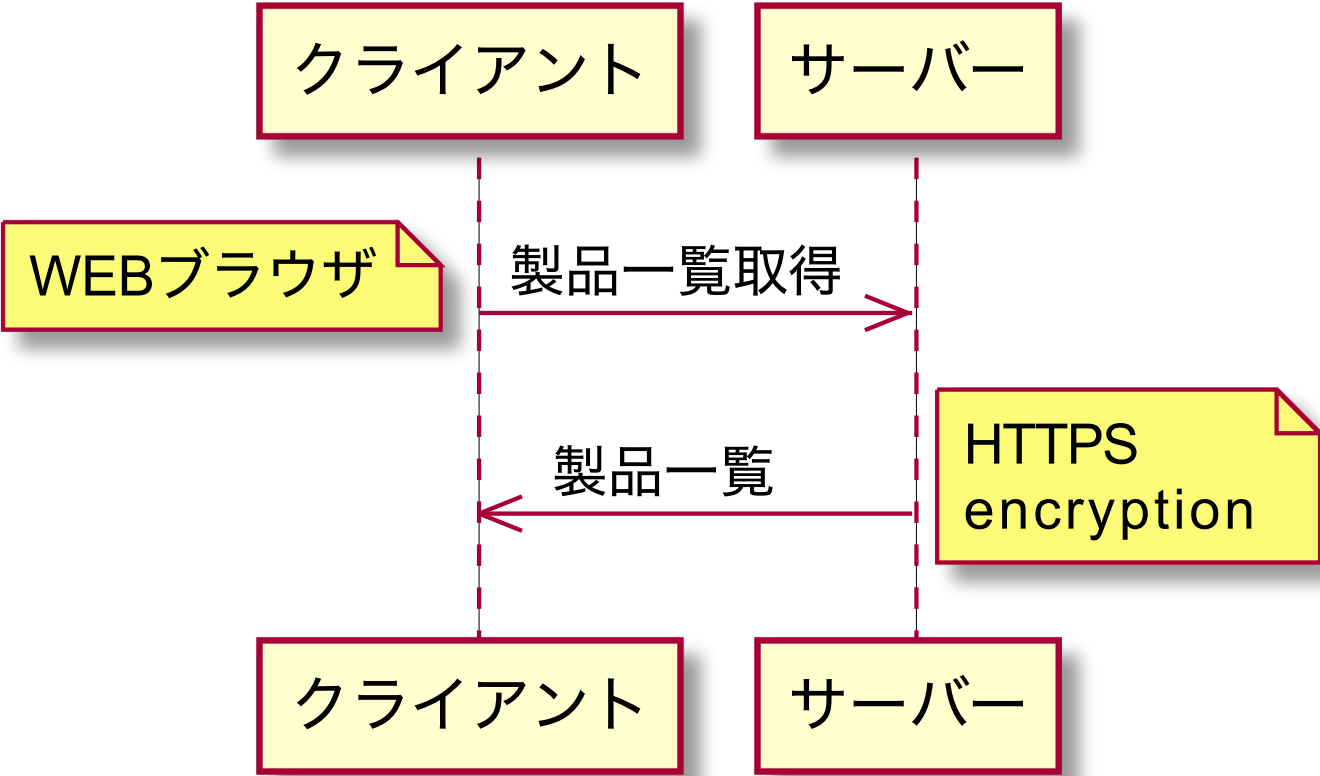 クライアント
サーバー
WEBブラウザ
製品一覧取得
製品一覧
HTTPS
encryption
クライアント
サーバー